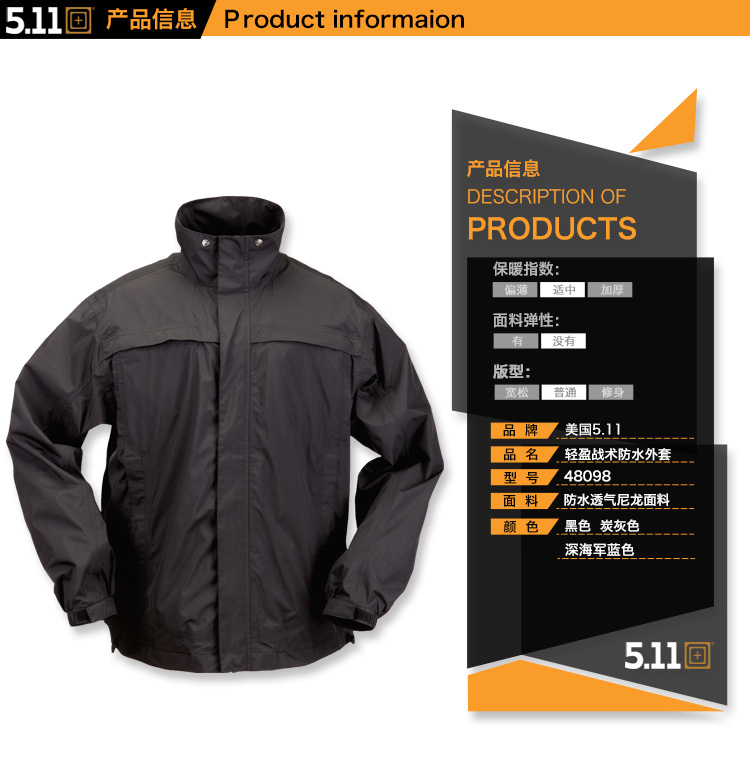 5.11 产品信息 Product informaion
产品信息
DESCRIPTION OF
PRODUCTS
保暖指数:
偏薄 适中 加厚
面料弹性:
有 没有
版型:
宽松 普通 修身
品 牌 美国5.11
品 名 轻盈战术防水外套
型 号 48098
面 料 防水透气尼龙面料
颜 色 黑色 炭灰色
深海军蓝色
5.11